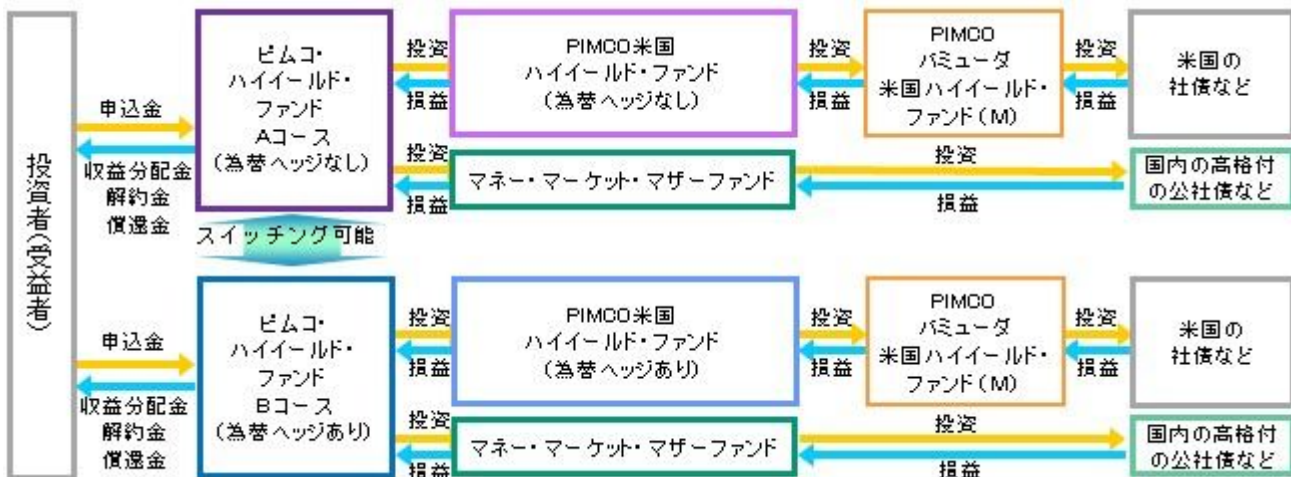 投資者(受益者)
申込金
収益分配金
解約金
償還金
ピムコ・
ハイイールド・
ファンド
Aコース
(為替ヘッジなし)
投資
損益
PIMCO米国
ハイイールド・ファンド
(為替ヘッジなし)
投資
損益
PIMCO
バミューダ
米国ハイイールド・
ファンド(M)
投資
損益
米国の
社債など
投資
損益
マネー・マーケット・マザーファンド
投資
損益
国内の高格付
の公社債など
スイッチング可能
申込金
収益分配金
解約金
償還金
ピムコ・
ハイイールド・
ファンド
Bコース
(為替ヘッジあり)
投資
損益
PIMCO米国
ハイイールド・ファンド
(為替ヘッジあり)
投資
損益
PIMCO
バミューダ
米国ハイイールド・
ファンド(M)
投資
損益
米国の
社債など
投資
損益
マネー・マーケット・マザーファンド
投資
損益
国内の高格付
の公社債など